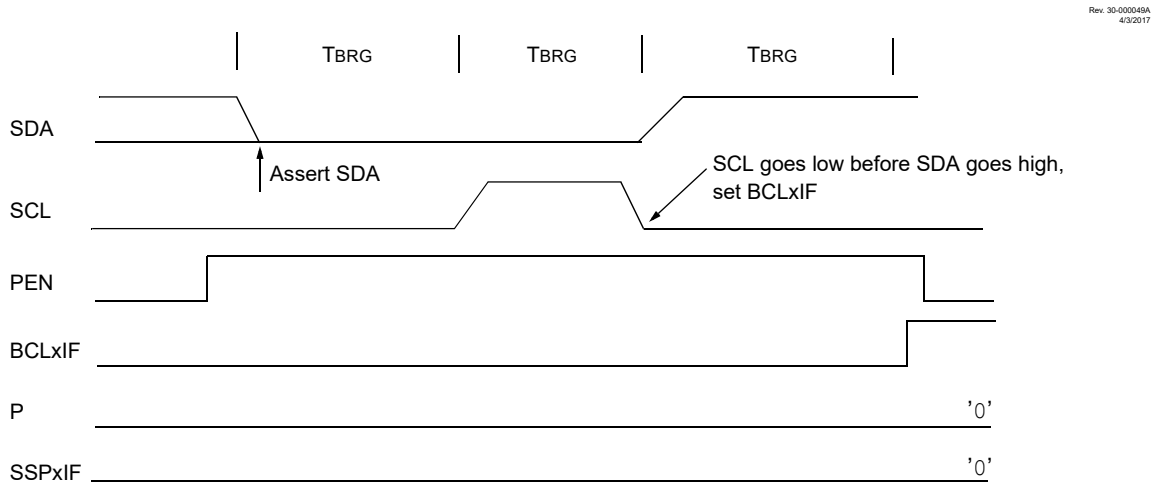 Rev. 30-000049A
4/3/2017
TBRG TBRG TBRG
SDA
Assert SDA
SCL goes low before SDA goes high,
set BCLxIF
SCL
PEN
BCLxIF
P '0'
SSPxIF '0'